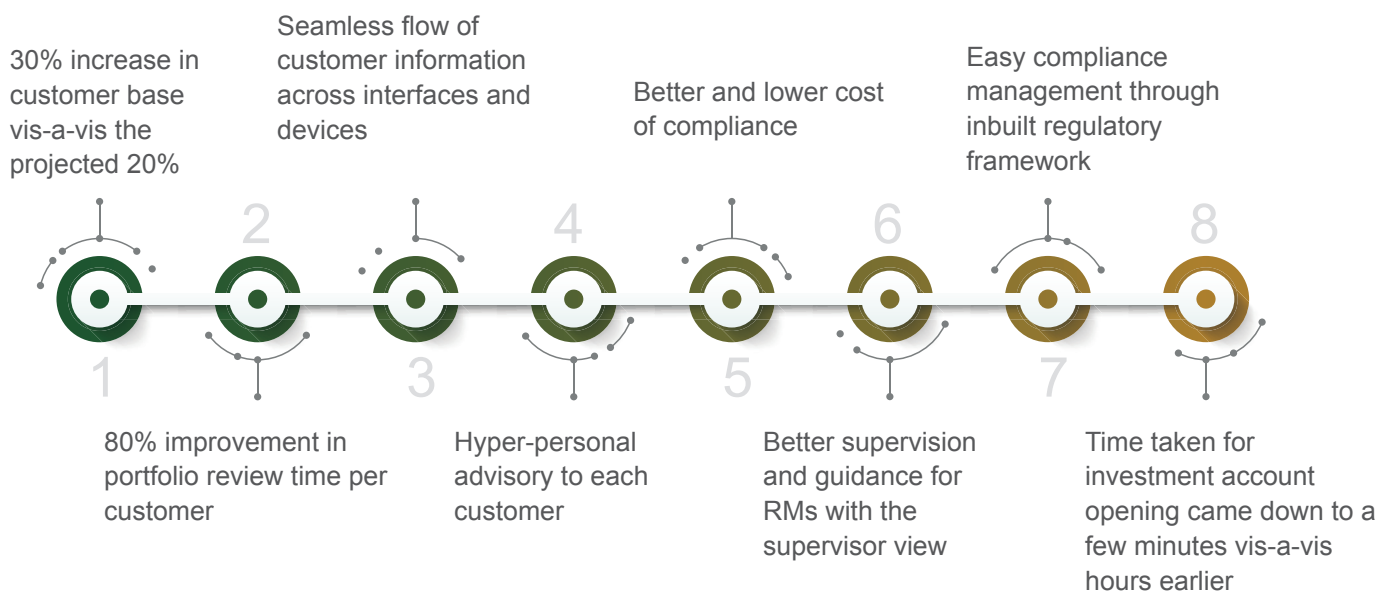 30% increase in
customer base
vis-a-vis the
projected 20%
1
2
80% improvement in
portfolio review time per
customer
Seamless flow of
customer information
across interfaces and
devices
3
4
Hyper-personal
advisory to each
customer
Better and lower cost
of compliance
5
6
Better supervision
and guidance for
RMs with the
supervisor view
Easy compliance
management through
inbuilt regulatory
framework
7
8
Time taken for
investment account
opening came down to a
few minutes vis-a-vis
hours earlier